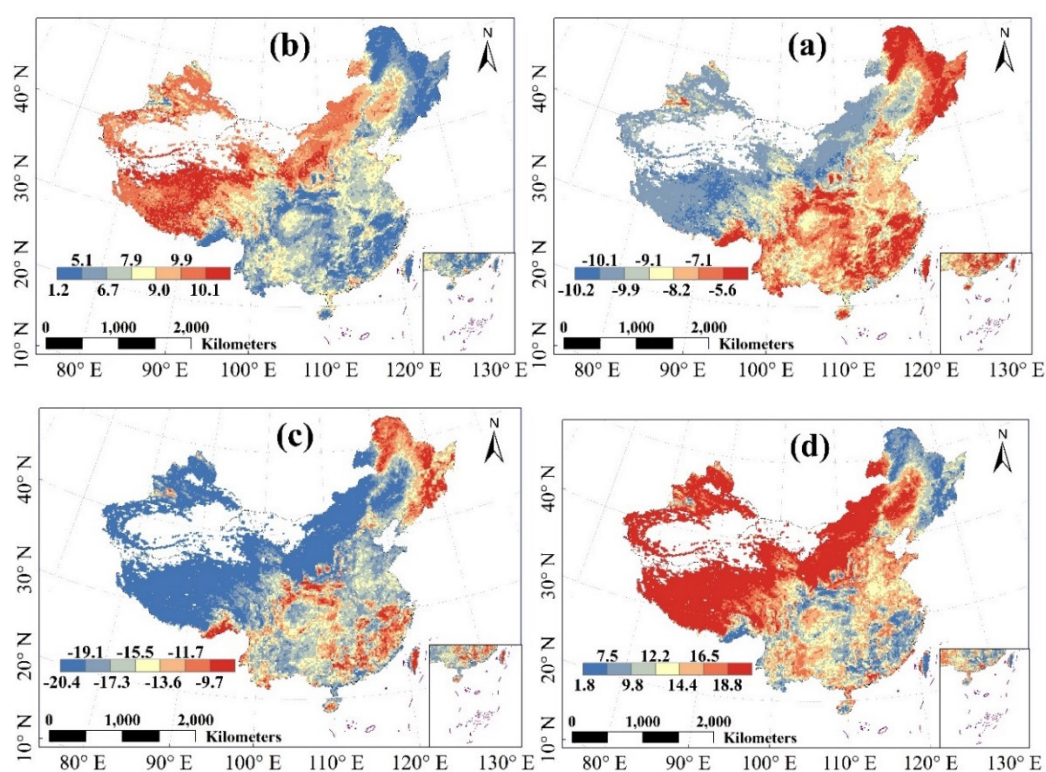 (b)
N
40° N
30° N
20° N
10° N
5.1 7.9 9.9
1.2 6.7 9.0 10.1
0 1,000 2,000
Kilometers
80° E 90° E 100° E 110° E 120° E 130° E
(a)
N
-10.1 -9.1 -7.1
-10.2 -9.9 -8.2 -5.6
0 1,000 2,000
Kilometers
80° E 90° E 100° E 110° E 120° E 130° E
(c)
N
40° N
30° N
20° N
10° N
-19.1 -15.5 -11.7
-20.4 -17.3 -13.6 -9.7
0 1,000 2,000
Kilometers
80° E 90° E 100° E 110° E 120° E 130° E
(d)
N
40° N
30° N
20° N
10° N
7.5 12.2 16.5
1.8 9.8 14.4 18.8
0 1,000 2,000
Kilometers
80° E 90° E 100° E 110° E 120° E 130° E